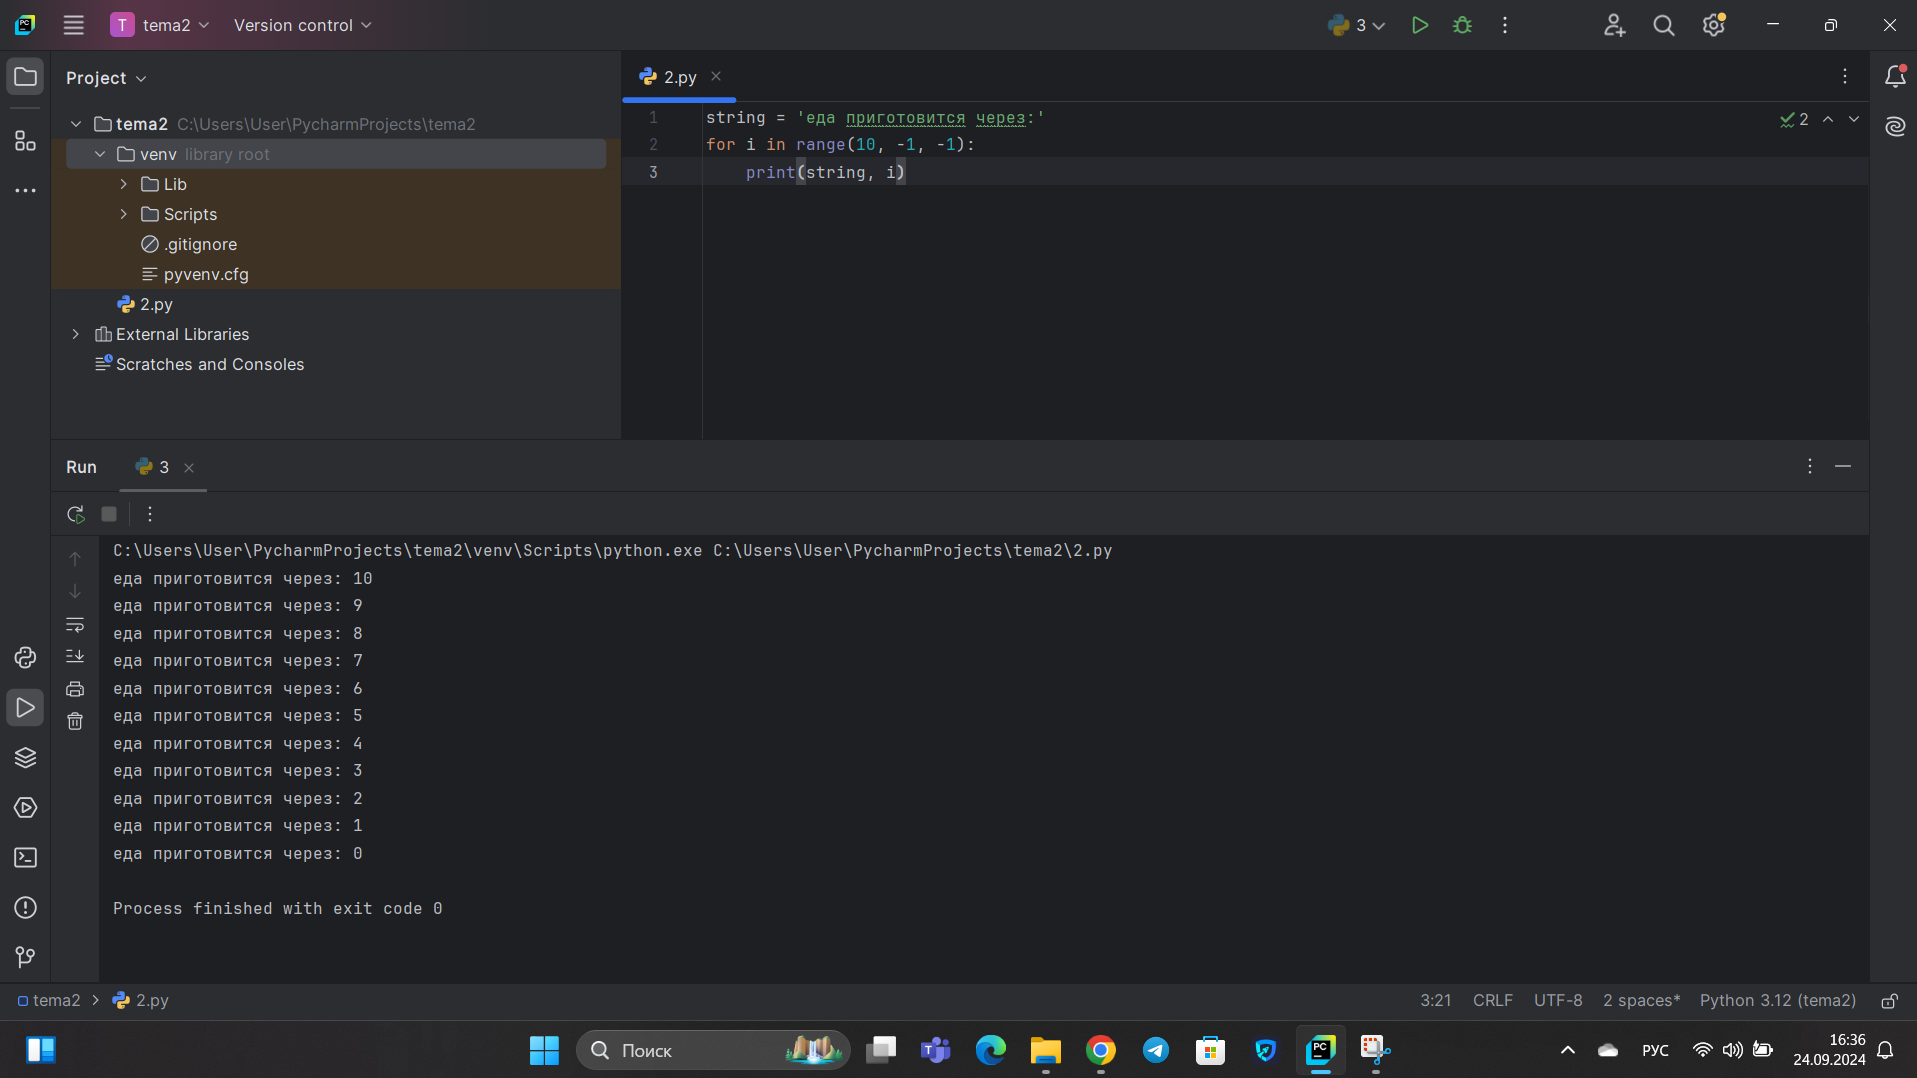 PC
T tema2 Version control 3
Project
tema2 C:\Users\User\PycharmProjects\tema2
venv library root
Lib
Scripts
.gitignore
pyvenv.cfg
2.py
External Libraries
Scratches and Consoles
2.py
1 string = 'еда приготовится через:'
2 for i in range(10, -1, -1):
3 print(string, i)
2
Run 3
C:\Users\User\PycharmProjects\tema2\venv\Scripts\python.exe C:\Users\User\PycharmProjects\tema2\2.py
еда приготовится через: 10
еда приготовится через: 9
еда приготовится через: 8
еда приготовится через: 7
еда приготовится через: 6
еда приготовится через: 5
еда приготовится через: 4
еда приготовится через: 3
еда приготовится через: 2
еда приготовится через: 1
еда приготовится через: 0
Process finished with exit code 0
tema2 > 2.py
3:21 CRLF UTF-8 2 spaces* Python 3.12 (tema2)
Поиск
PC
РУС
16:36
24.09.2024